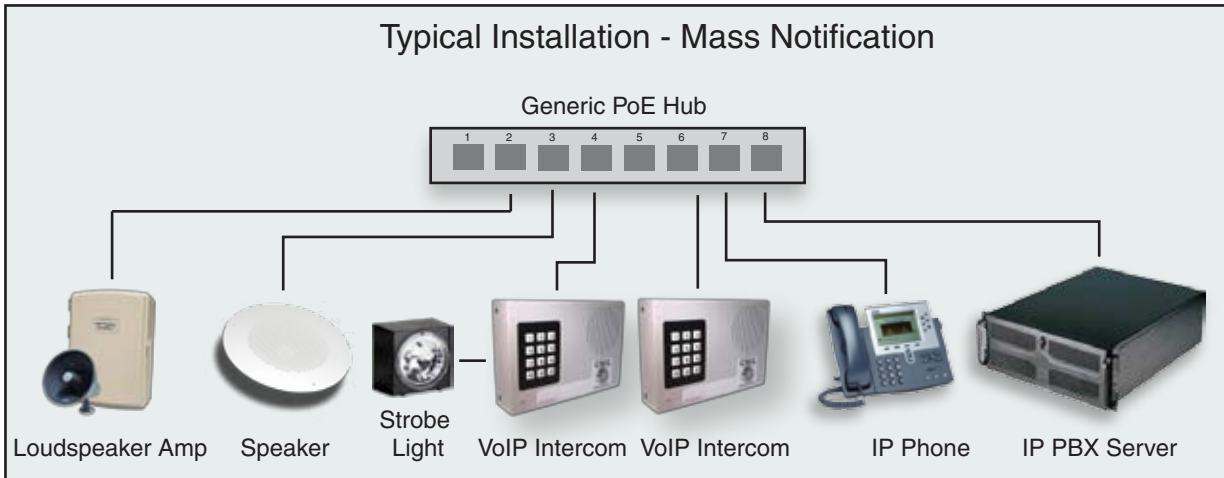 Typical Installation - Mass Notification
Generic PoE Hub
1 2 3 4 5 6 7 8
Loudspeaker Amp
Speaker
Strobe
Light
VoIP Intercom
VoIP Intercom
IP Phone
IP PBX Server